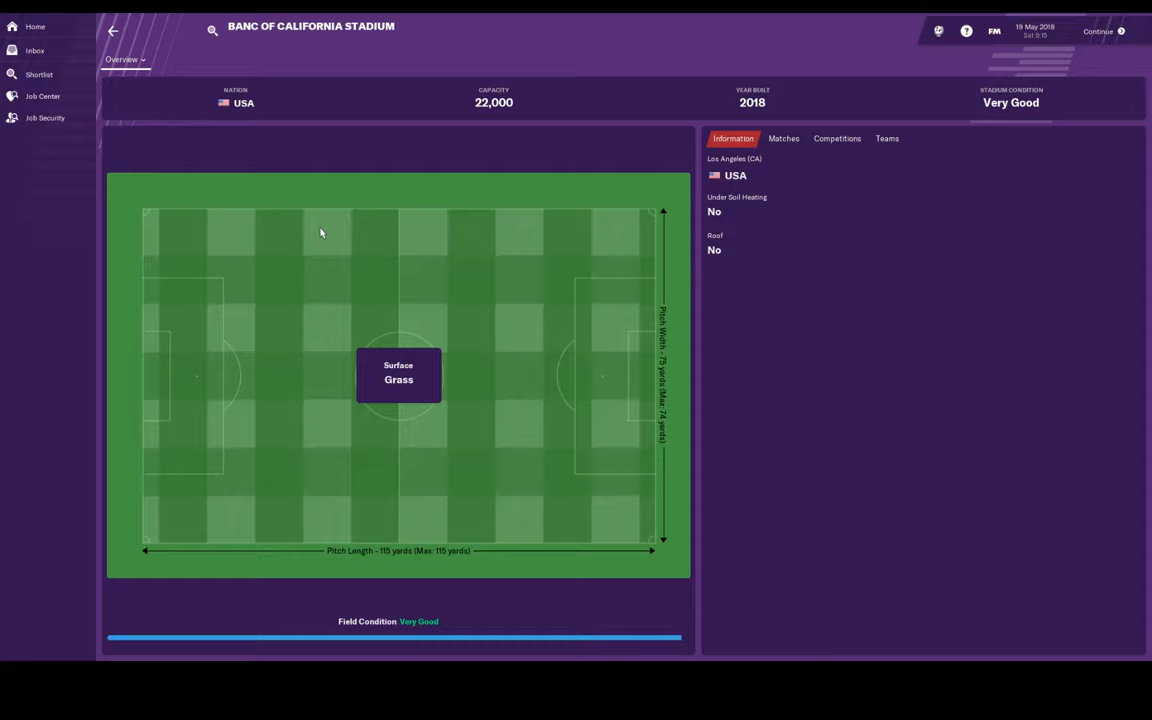 Home
Inbox
Shortlist
Job Center
Job Security
BANC OF CALIFORNIA STADIUM
?
FM
19 May 2018
Sat 9:15
Continue
Overview
NATION
USA
CAPACITY
22,000
YEAR BUILT
2018
STADIUM CONDITION
Very Good
Surface
Grass
Pitch Width - 75 yards (Max: 74 yards)
Pitch Length - 115 yards (Max: 115 yards)
Field Condition Very Good
Information Matches Competitions Teams
Los Angeles (CA)
USA
Under Soil Heating
No
Roof
No